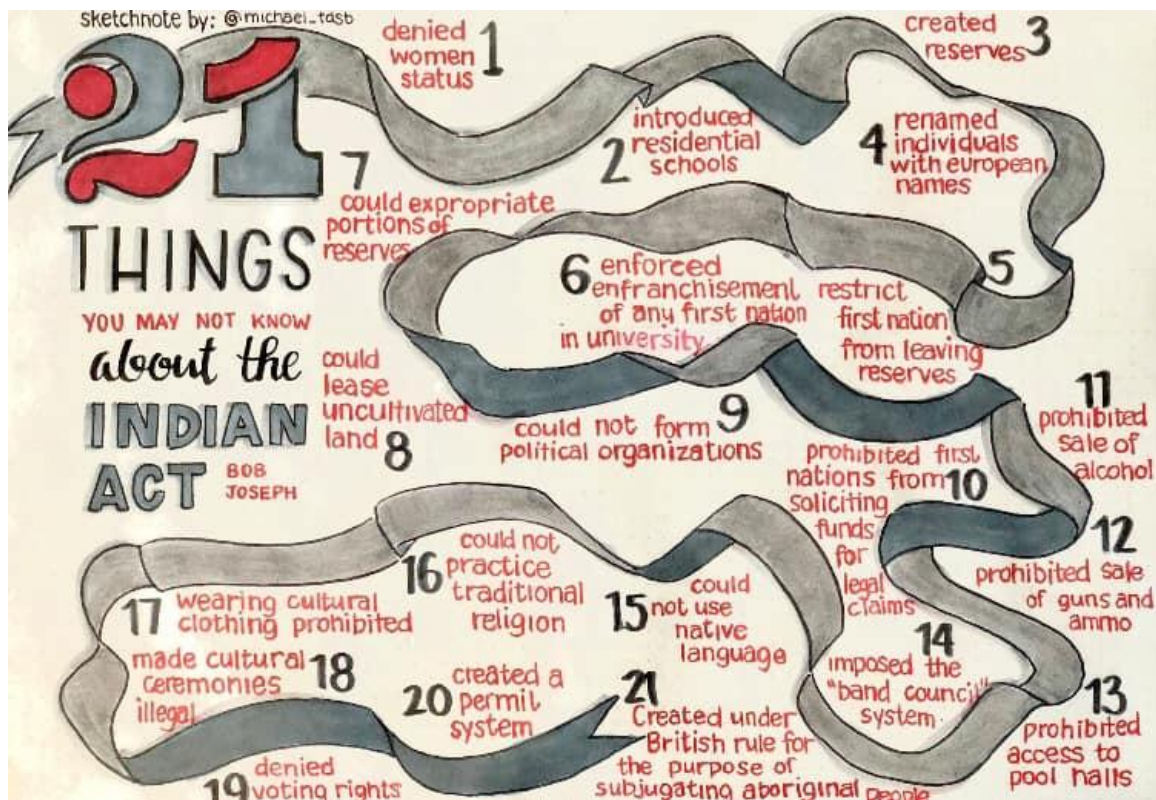 sketchnote by: @michael_tasb
21
THINGS
YOU MAY NOT KNOW
about the
INDIAN
ACT
BOB
JOSEPH
1
denied
women
status
2
introduced
residential
schools
3
created
reserves
4
renamed
individuals
with european
names
5
restrict
first nation
from leaving
reserves
6
enforced
enfranchisement
of any first nation
in university
7
could expropriate
portions of
reserves
8
could
lease
uncultivated
land
9
could not form
political organizations
10
prohibited first
nations from
soliciting
funds
for
legal
claims
11
prohibited
sale of
alcohol
12
prohibited sale
of guns and
ammo
13
prohibited
access to
pool halls
14
imposed the
"band council"
system.
15
could
not use
native
language
16
could not
practice
traditional
religion
17
wearing cultural
clothing prohibited
18
made cultural
ceremonies
illegal
19
denied
voting rights
20
created a
permit
system
21
Created under
British rule for
the purpose of
subjugating aboriginal people